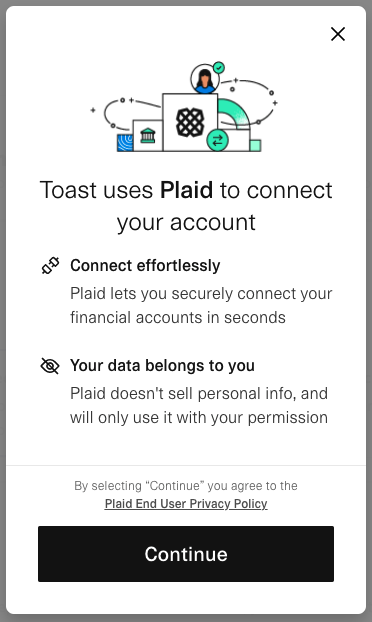 Toast uses Plaid to connect
your account
Connect effortlessly
Plaid lets you securely connect your
financial accounts in seconds
Your data belongs to you
Plaid doesn't sell personal info, and
will only use it with your permission
By selecting “Continue” you agree to the
Plaid End User Privacy Policy
Continue